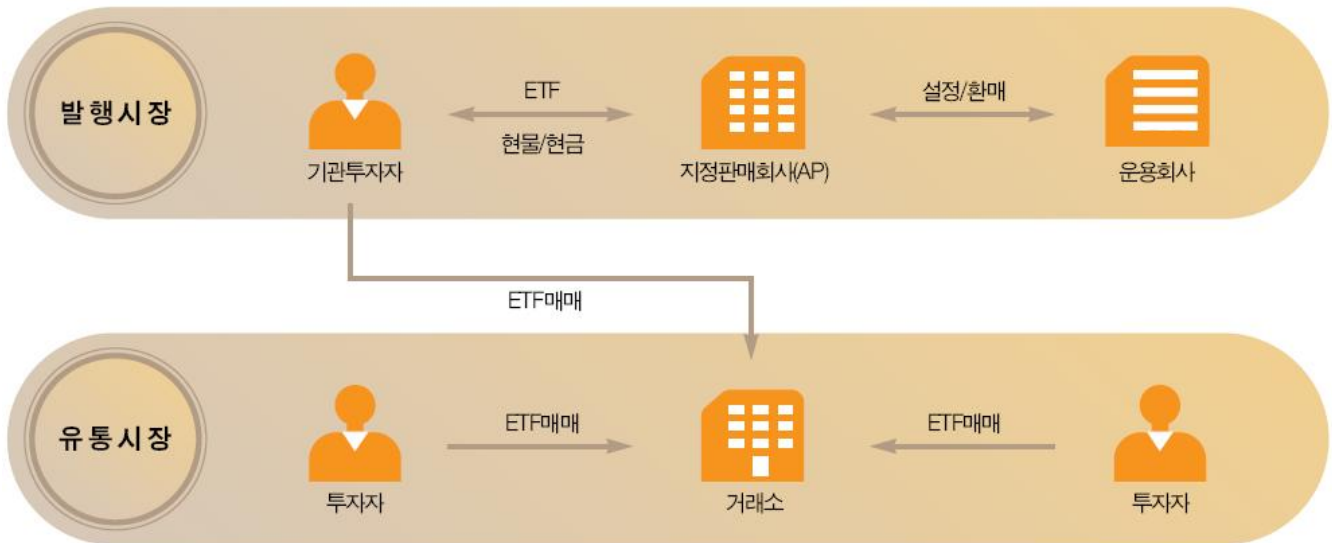 발행시장
기관투자자
ETF
현물/현금
지정판매회사(AP)
설정/환매
운용회사
ETF매매
유통시장
투자자
ETF매매
거래소
ETF매매
투자자